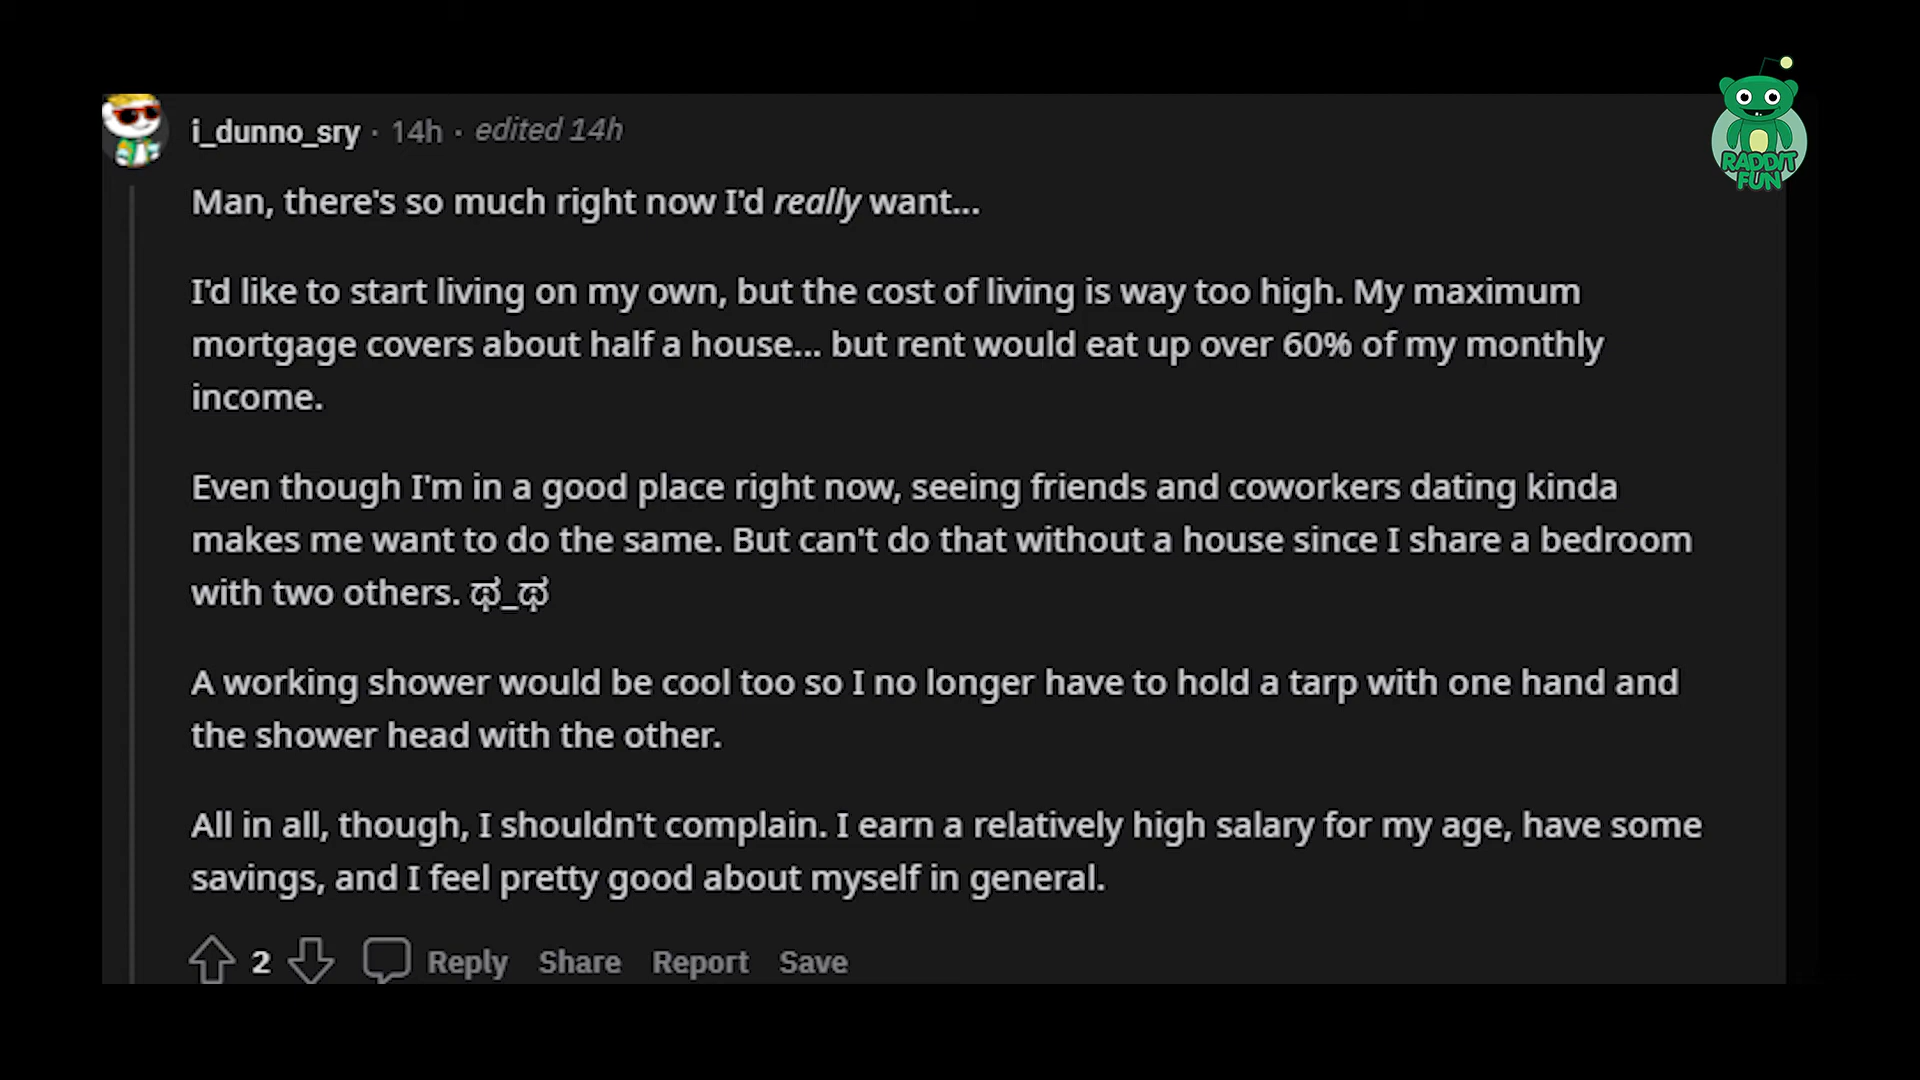 i_dunno_sry · 14h · edited 14h
RADDIT
FUN
Man, there's so much right now I'd really want...
I'd like to start living on my own, but the cost of living is way too high. My maximum
mortgage covers about half a house... but rent would eat up over 60% of my monthly
income.
Even though I'm in a good place right now, seeing friends and coworkers dating kinda
makes me want to do the same. But can't do that without a house since I share a bedroom
with two others. ಥ_ಥ
A working shower would be cool too so I no longer have to hold a tarp with one hand and
the shower head with the other.
All in all, though, I shouldn't complain. I earn a relatively high salary for my age, have some
savings, and I feel pretty good about myself in general.
2 Reply Share Report Save